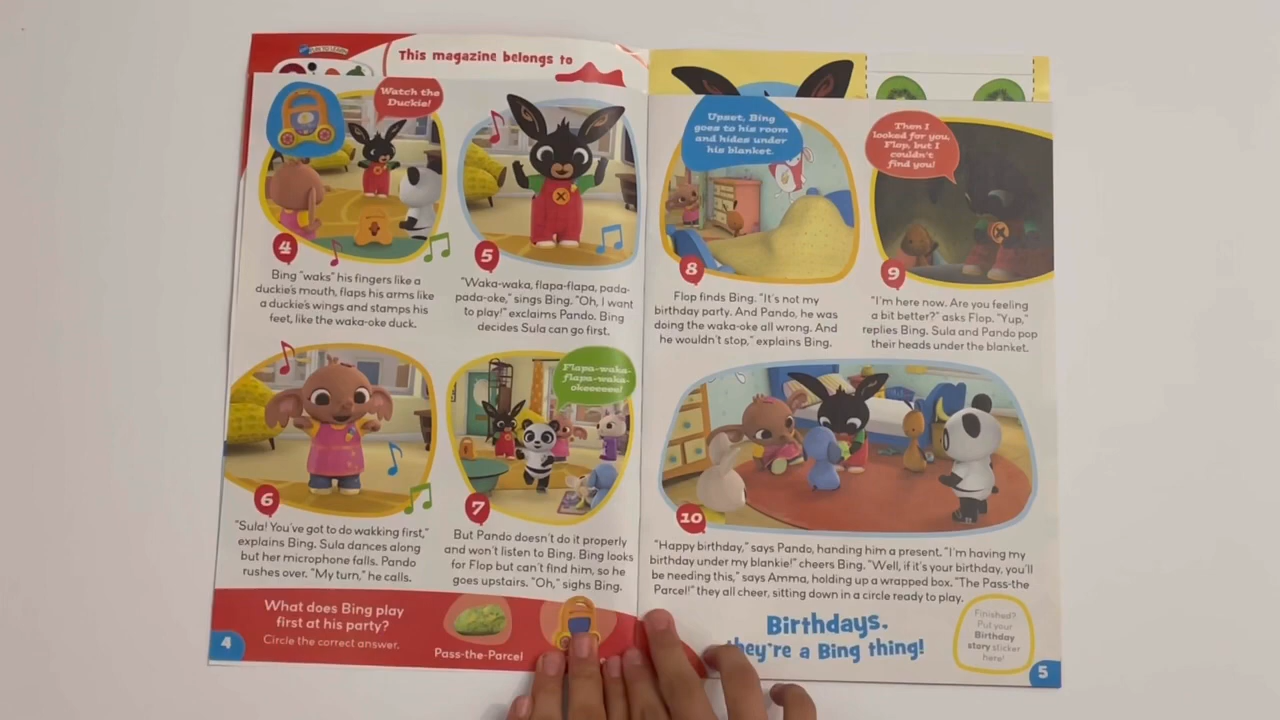 FUN TO LEARN
This magazine belongs to
Watch the
Duckie!
4
Bing "waks" his fingers like a
duckie's mouth, flaps his arms like
a duckie's wings and stamps his
feet, like the waka-oke duck.
5
"Waka-waka, flapa-flapa, pada-
pada-oke," sings Bing. "Oh, I want
to play!" exclaims Pando. Bing
decides Sula can go first.
6
"Sula! You've got to do wakking first,"
explains Bing. Sula dances along
but her microphone falls. Pando
rushes over. "My turn," he calls.
Flapa-waka-
flapa-waka-
okeeeeee!
7
But Pando doesn't do it properly
and won't listen to Bing. Bing looks
for Flop but can't find him, so he
goes upstairs. "Oh," sighs Bing.
What does Bing play
first at his party?
Circle the correct answer.
Pass-the-Parcel
4
Upset, Bing
goes to his room
and hides under
his blanket.
8
Flop finds Bing. "It's not my
birthday party. And Pando, he was
doing the waka-oke all wrong. And
he wouldn't stop," explains Bing.
Then I
looked for you,
Flop, but I
couldn't
find you!
9
"I'm here now. Are you feeling
a bit better?" asks Flop. "Yup,"
replies Bing. Sula and Pando pop
their heads under the blanket.
10
"Happy birthday," says Pando, handing him a present. "I'm having my
birthday under my blankie!" cheers Bing. "Well, if it's your birthday, you'll
be needing this," says Amma, holding up a wrapped box. "The Pass-the
Parcel!" they all cheer, sitting down in a circle ready to play.
Birthdays,
they're a Bing thing!
Finished?
Put your
Birthday
story sticker
here!
5